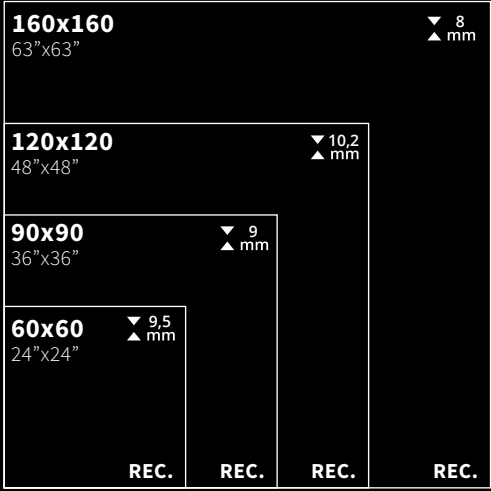 160x160
63”x63”
8
mm
120x120
48”x48”
10,2
mm
90x90
36”x36”
9
mm
60x60
24”x24”
9,5
mm
REC. REC. REC. REC.